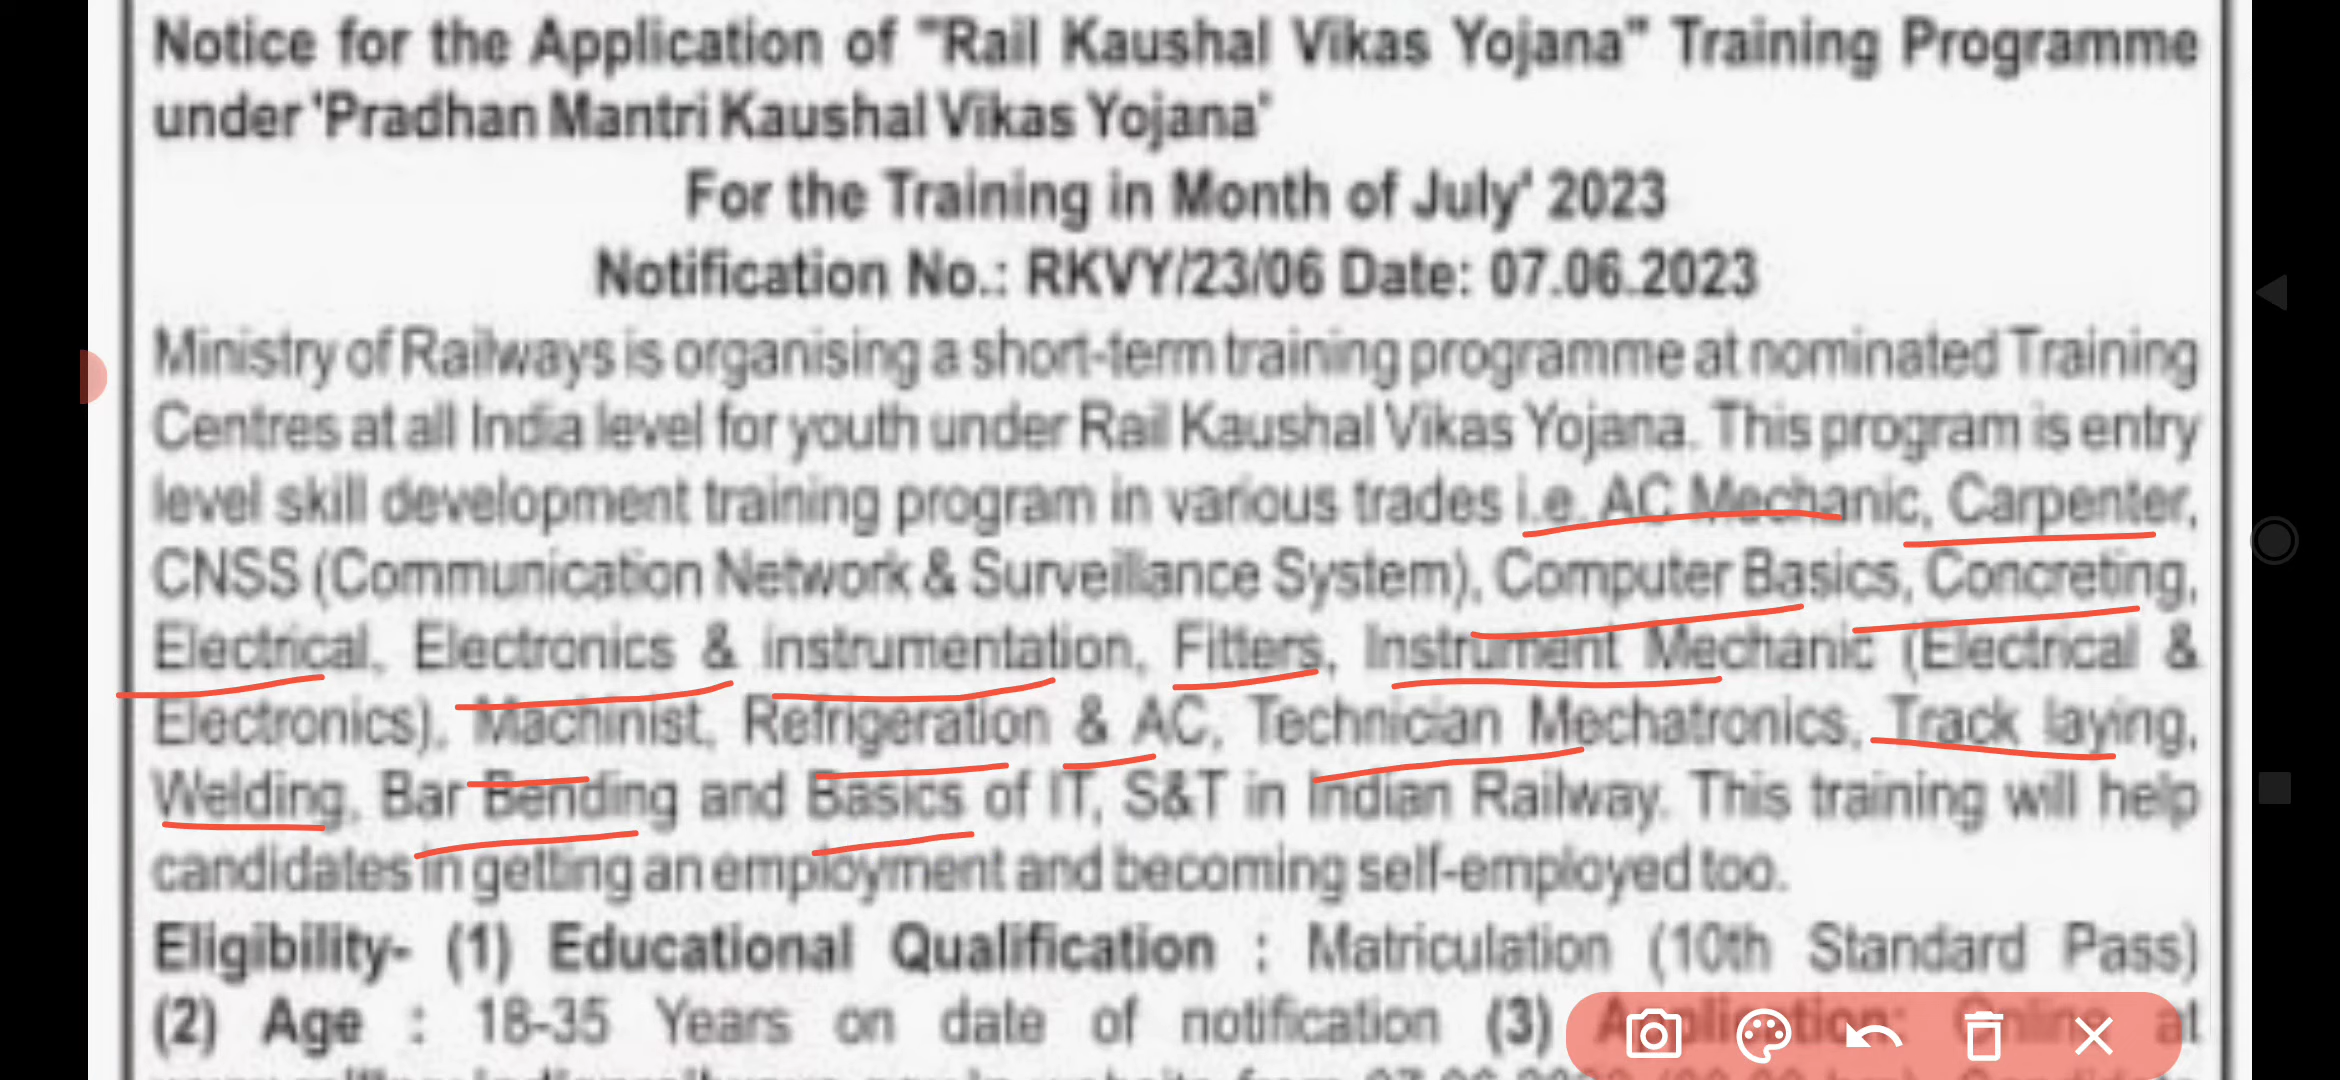 Notice for the Application of "Rail Kaushal Vikas Yojana" Training Programme
under 'Pradhan Mantri Kaushal Vikas Yojana'
For the Training in Month of July' 2023
Notification No.: RKVY/23/06 Date: 07.06.2023
Ministry of Railways is organising a short-term training programme at nominated Training
Centres at all India level for youth under Rail Kaushal Vikas Yojana. This program is entry
level skill development training program in various trades i.e. AC Mechanic, Carpenter,
CNSS (Communication Network & Surveillance System), Computer Basics, Concreting,
Electrical, Electronics & instrumentation, Fitters, Instrument Mechanic (Electrical &
Electronics), Machinist, Refrigeration & AC, Technician Mechatronics, Track laying,
Welding, Bar Bending and Basics of IT, S&T in Indian Railway. This training will help
candidates in getting an employment and becoming self-employed too.
Eligibility- (1) Educational Qualification : Matriculation (10th Standard Pass)
(2) Age : 18-35 Years on date of notification (3) Application: Online at